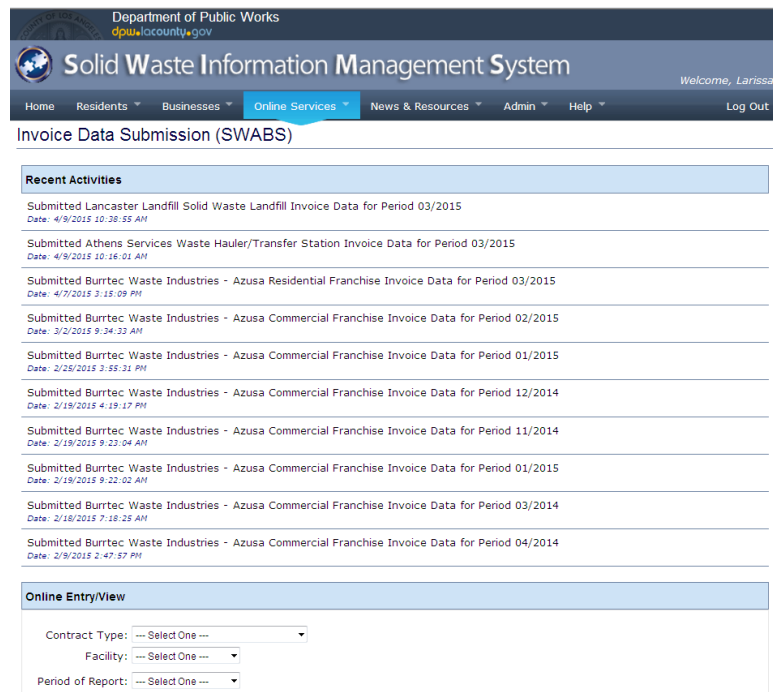 Department of Public Works
dpw.lacounty.gov
Solid Waste Information Management System
Welcome, Larissa
Home Residents Businesses Online Services News & Resources Admin Help Log Out
Invoice Data Submission (SWABS)
Recent Activities
Submitted Lancaster Landfill Solid Waste Landfill Invoice Data for Period 03/2015
Date: 4/9/2015 10:38:55 AM
Submitted Athens Services Waste Hauler/Transfer Station Invoice Data for Period 03/2015
Date: 4/9/2015 10:16:01 AM
Submitted Burrtec Waste Industries - Azusa Residential Franchise Invoice Data for Period 03/2015
Date: 4/7/2015 3:15:09 PM
Submitted Burrtec Waste Industries - Azusa Commercial Franchise Invoice Data for Period 02/2015
Date: 3/2/2015 9:34:33 AM
Submitted Burrtec Waste Industries - Azusa Commercial Franchise Invoice Data for Period 01/2015
Date: 2/25/2015 3:55:31 PM
Submitted Burrtec Waste Industries - Azusa Commercial Franchise Invoice Data for Period 12/2014
Date: 2/19/2015 4:19:17 PM
Submitted Burrtec Waste Industries - Azusa Commercial Franchise Invoice Data for Period 11/2014
Date: 2/19/2015 9:23:04 AM
Submitted Burrtec Waste Industries - Azusa Commercial Franchise Invoice Data for Period 01/2015
Date: 2/19/2015 9:22:02 AM
Submitted Burrtec Waste Industries - Azusa Commercial Franchise Invoice Data for Period 03/2014
Date: 2/18/2015 7:18:25 AM
Submitted Burrtec Waste Industries - Azusa Commercial Franchise Invoice Data for Period 04/2014
Date: 2/9/2015 2:47:57 PM
Online Entry/View
Contract Type: --- Select One ---
Facility: --- Select One ---
Period of Report: --- Select One ---